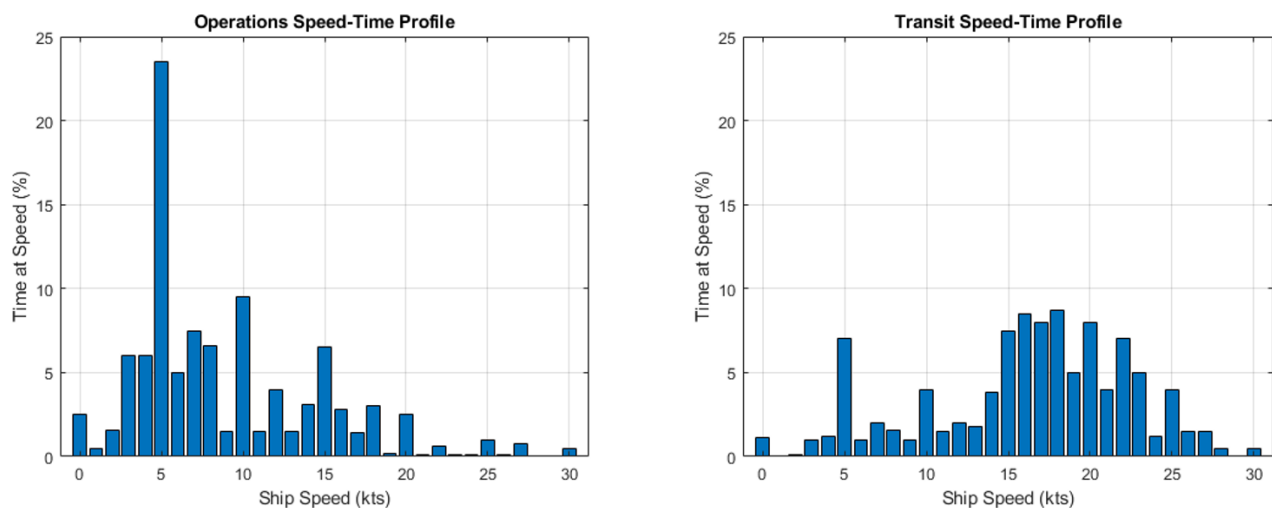 Operations Speed-Time Profile
25
20
15
10
5
0
Time at Speed (%)
0 5 10 15 20 25 30
Ship Speed (kts)
Transit Speed-Time Profile
25
20
15
10
5
0
Time at Speed (%)
0 5 10 15 20 25 30
Ship Speed (kts)